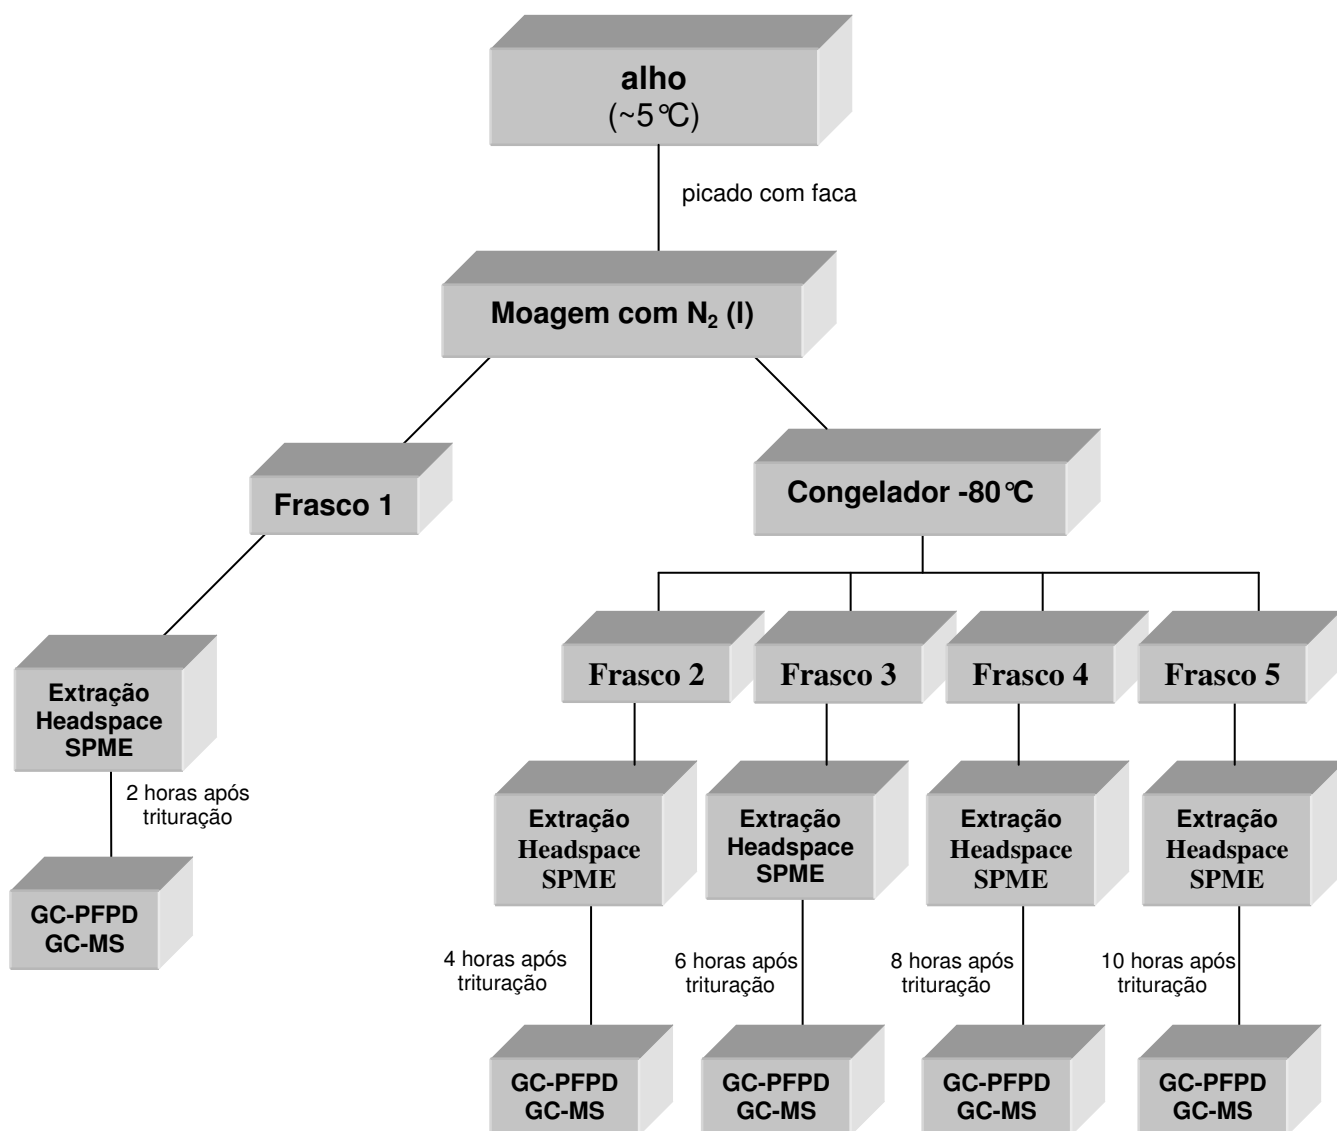 alho
(~5°C)
picado com faca
Moagem com N₂ (l)
Frasco 1
Congelador -80°C
Frasco 2
Frasco 3
Frasco 4
Frasco 5
Extração
Headspace
SPME
2 horas após
trituração
GC-PFPD
GC-MS
Extração
Headspace
SPME
Extração
Headspace
SPME
Extração
Headspace
SPME
Extração
Headspace
SPME
4 horas após
trituração
6 horas após
trituração
8 horas após
trituração
10 horas após
trituração
GC-PFPD
GC-MS
GC-PFPD
GC-MS
GC-PFPD
GC-MS
GC-PFPD
GC-MS